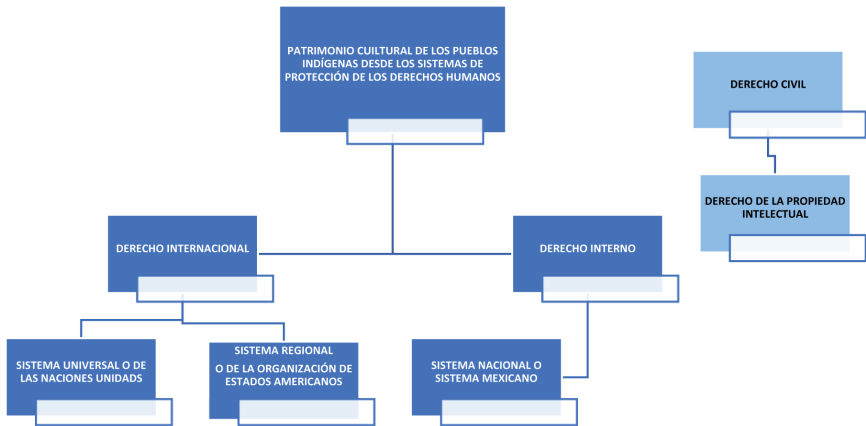 PATRIMONIO CUILTURAL DE LOS PUEBLOS
INDÍGENAS DESDE LOS SISTEMAS DE
PROTECCIÓN DE LOS DERECHOS HUMANOS
DERECHO CIVIL
DERECHO DE LA PROPIEDAD
INTELECTUAL
DERECHO INTERNACIONAL
DERECHO INTERNO
SISTEMA UNIVERSAL O DE
LAS NACIONES UNIDADS
SISTEMA REGIONAL
O DE LA ORGANIZACIÓN DE
ESTADOS AMERICANOS
SISTEMA NACIONAL O
SISTEMA MEXICANO